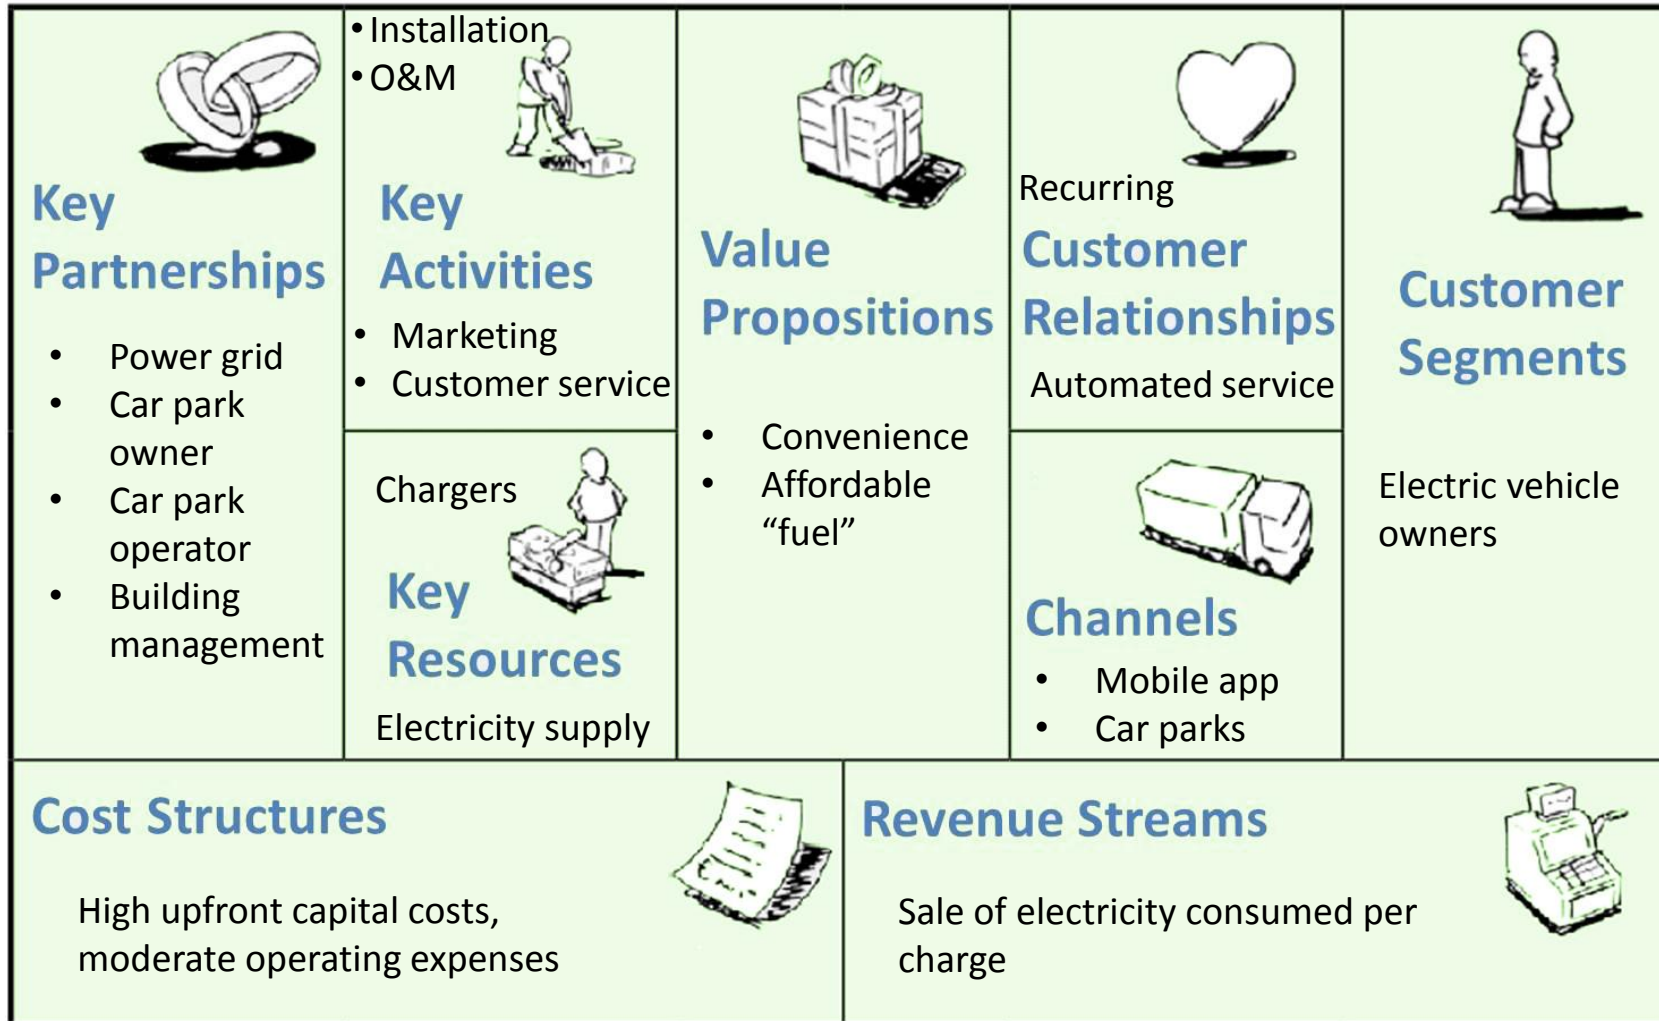 Key
Partnerships
• Power grid
• Car park
owner
• Car park
operator
• Building
management
• Installation
• O&M
Key
Activities
• Marketing
• Customer service
Chargers
Key
Resources
Electricity supply
Value
Propositions
• Convenience
• Affordable
“fuel”
Recurring
Customer
Relationships
Automated service
Channels
• Mobile app
• Car parks
Customer
Segments
Electric vehicle
owners
Cost Structures
High upfront capital costs,
moderate operating expenses
Revenue Streams
Sale of electricity consumed per
charge